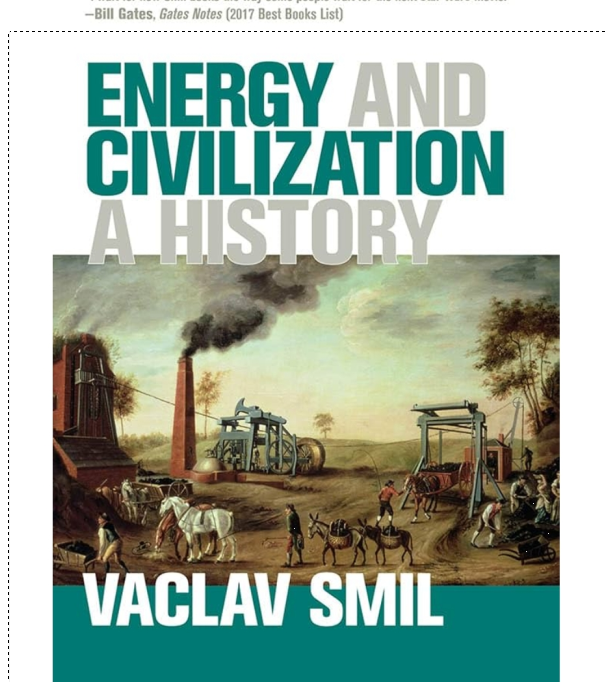 —Bill Gates, Gates Notes (2017 Best Books List)
ENERGY AND
CIVILIZATION
A HISTORY
VACLAV SMIL